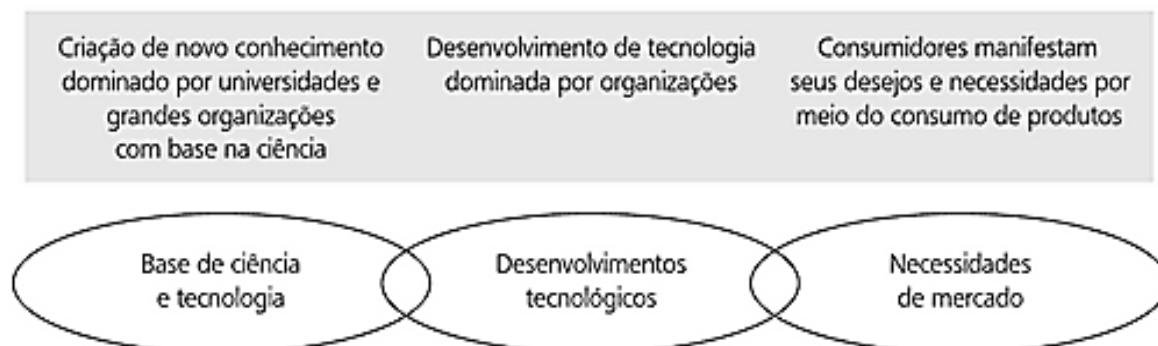 Criação de novo conhecimento
dominado por universidades e
grandes organizações
com base na ciência
Desenvolvimento de tecnologia
dominada por organizações
Consumidores manifestam
seus desejos e necessidades por
meio do consumo de produtos
Base de ciência
e tecnologia
Desenvolvimentos
tecnológicos
Necessidades
de mercado